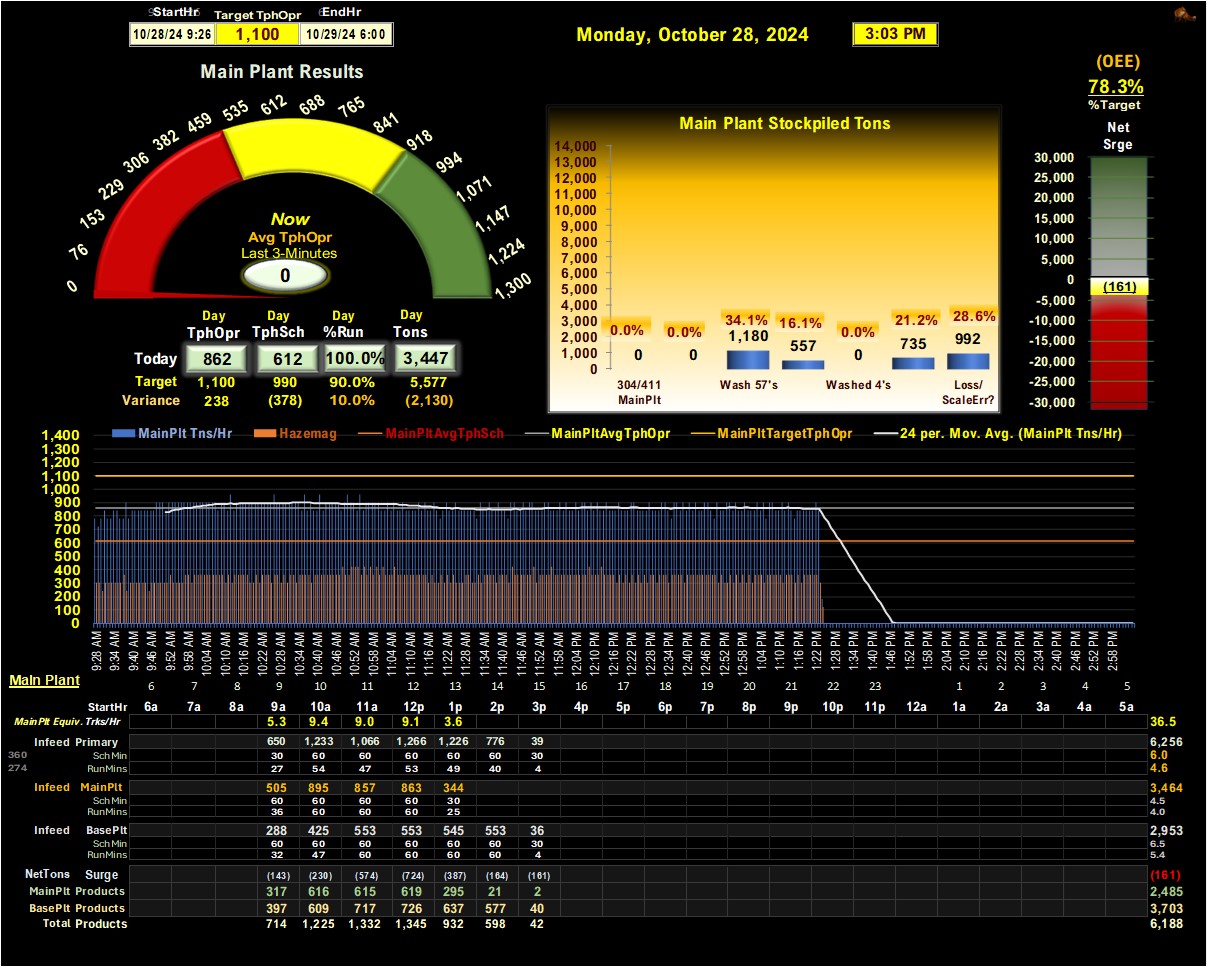 StartHr Target TphOpr EndHr
10/28/24 9:26 1,100 10/29/24 6:00
Monday, October 28, 2024
3:03 PM
(OEE)
78.3%
%Target
Main Plant Results
0 76 153 229 306 382 459 535 612 688 765 841 918 994 1,071 1,147 1,224 1,300
Now
Avg TphOpr
Last 3-Minutes
0
Day Day Day Day
TphOpr TphSch %Run Tons
Today 862 612 100.0% 3,447
Target 1,100 990 90.0% 5,577
Variance 238 (378) 10.0% (2,130)
Main Plant Stockpiled Tons
14,000
13,000
12,000
11,000
10,000
9,000
8,000
7,000
6,000
5,000
4,000
3,000
2,000
1,000
0
0.0% 0.0% 34.1% 16.1% 0.0% 21.2% 28.6%
0 0 1,180 557 0 735 992
304/411 Wash 57's Washed 4's Loss/
MainPlt ScaleErr?
Net
Srge
30,000
25,000
20,000
15,000
10,000
5,000
0
(161)
-5,000
-10,000
-15,000
-20,000
-25,000
-30,000
MainPlt Tns/Hr Hazemag MainPltAvgTphSch MainPltAvgTphOpr MainPltTargetTphOpr 24 per. Mov. Avg. (MainPlt Tns/Hr)
1,400
1,300
1,200
1,100
1,000
900
800
700
600
500
400
300
200
100
0
9:28 AM 9:34 AM 9:40 AM 9:46 AM 9:52 AM 9:58 AM 10:04 AM 10:10 AM 10:16 AM 10:22 AM 10:28 AM 10:34 AM 10:40 AM 10:46 AM 10:52 AM 10:58 AM 11:04 AM 11:10 AM 11:16 AM 11:22 AM 11:28 AM 11:34 AM 11:40 AM 11:46 AM 11:52 AM 11:58 AM 12:04 PM 12:10 PM 12:16 PM 12:22 PM 12:28 PM 12:34 PM 12:40 PM 12:46 PM 12:52 PM 12:58 PM 1:04 PM 1:10 PM 1:16 PM 1:22 PM 1:28 PM 1:34 PM 1:40 PM 1:46 PM 1:52 PM 1:58 PM 2:04 PM 2:10 PM 2:16 PM 2:22 PM 2:28 PM 2:34 PM 2:40 PM 2:46 PM 2:52 PM 2:58 PM
Main Plant
6 7 8 9 10 11 12 13 14 15 16 17 18 19 20 21 22 23 1 2 3 4 5
StartHr 6a 7a 8a 9a 10a 11a 12p 1p 2p 3p 4p 5p 6p 7p 8p 9p 10p 11p 12a 1a 2a 3a 4a 5a
MainPlt Equiv. Trks/Hr 5.3 9.4 9.0 9.1 3.6 36.5
Infeed Primary 650 1,233 1,066 1,266 1,226 776 39 6,256
360 SchMin 30 60 60 60 60 60 30 6.0
274 RunMins 27 54 47 53 49 40 4 4.6
Infeed MainPlt 505 895 857 863 344 3,464
SchMin 60 60 60 60 30 4.5
RunMins 36 60 60 60 25 4.0
Infeed BasePlt 288 425 553 553 545 553 36 2,953
SchMin 60 60 60 60 60 60 30 6.5
RunMins 32 47 60 60 60 60 4 5.4
NetTons Surge (143) (230) (574) (724) (387) (164) (161) (161)
MainPlt Products 317 616 615 619 295 21 2 2,485
BasePlt Products 397 609 717 726 637 577 40 3,703
Total Products 714 1,225 1,332 1,345 932 598 42 6,188